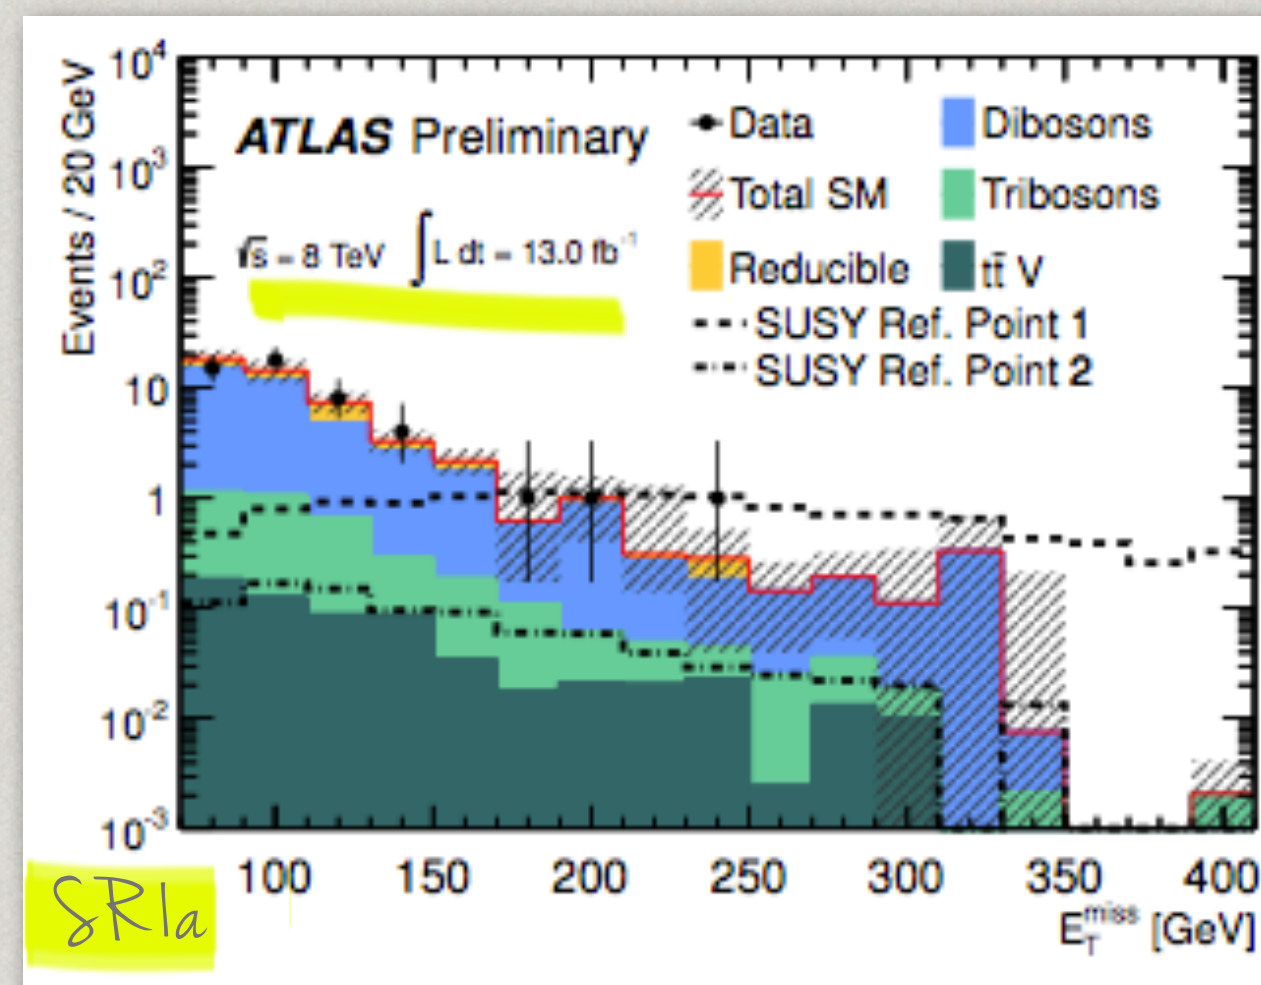 10⁴
10³
10²
10
1
10⁻¹
10⁻²
10⁻³
Events / 20 GeV
ATLAS Preliminary
√s = 8 TeV ∫L dt = 13.0 fb⁻¹
Data
Total SM
Reducible
Dibosons
Tribosons
tt̄ V
SUSY Ref. Point 1
SUSY Ref. Point 2
100 150 200 250 300 350 400
E_T^miss [GeV]
SR1a